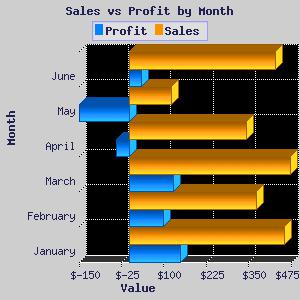 Sales vs Profit by Month
Profit Sales
Month
June
May
April
March
February
January
$-150 $-25 $100 $225 $350 $475
Value